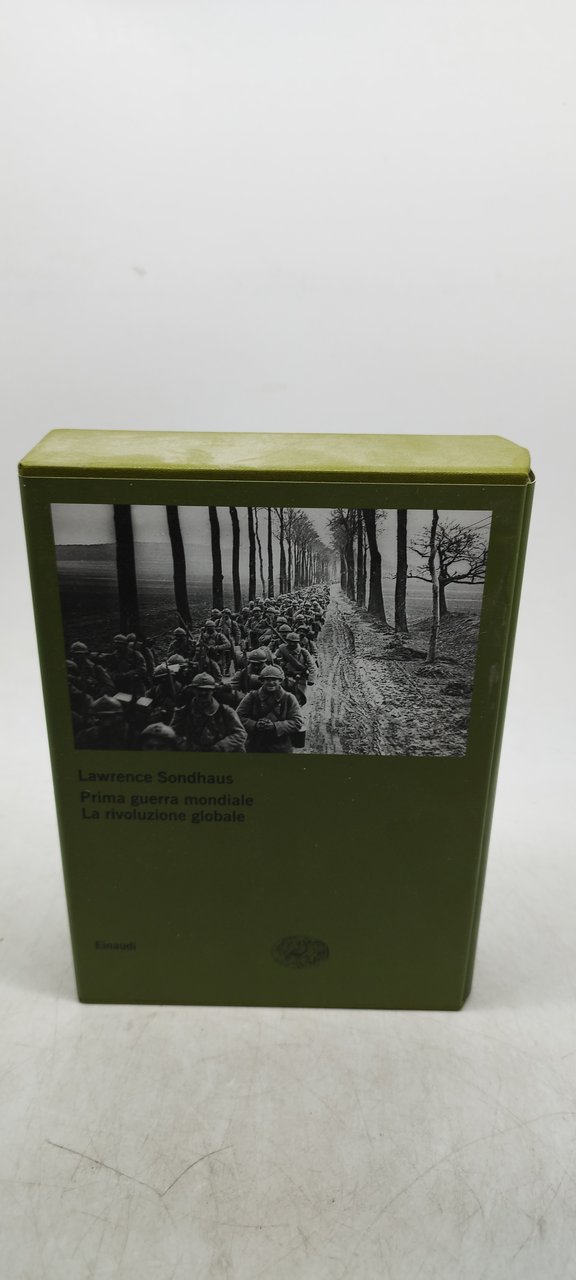 Lawrence Sondhaus
Prima guerra mondiale
La rivoluzione globale
Einaudi